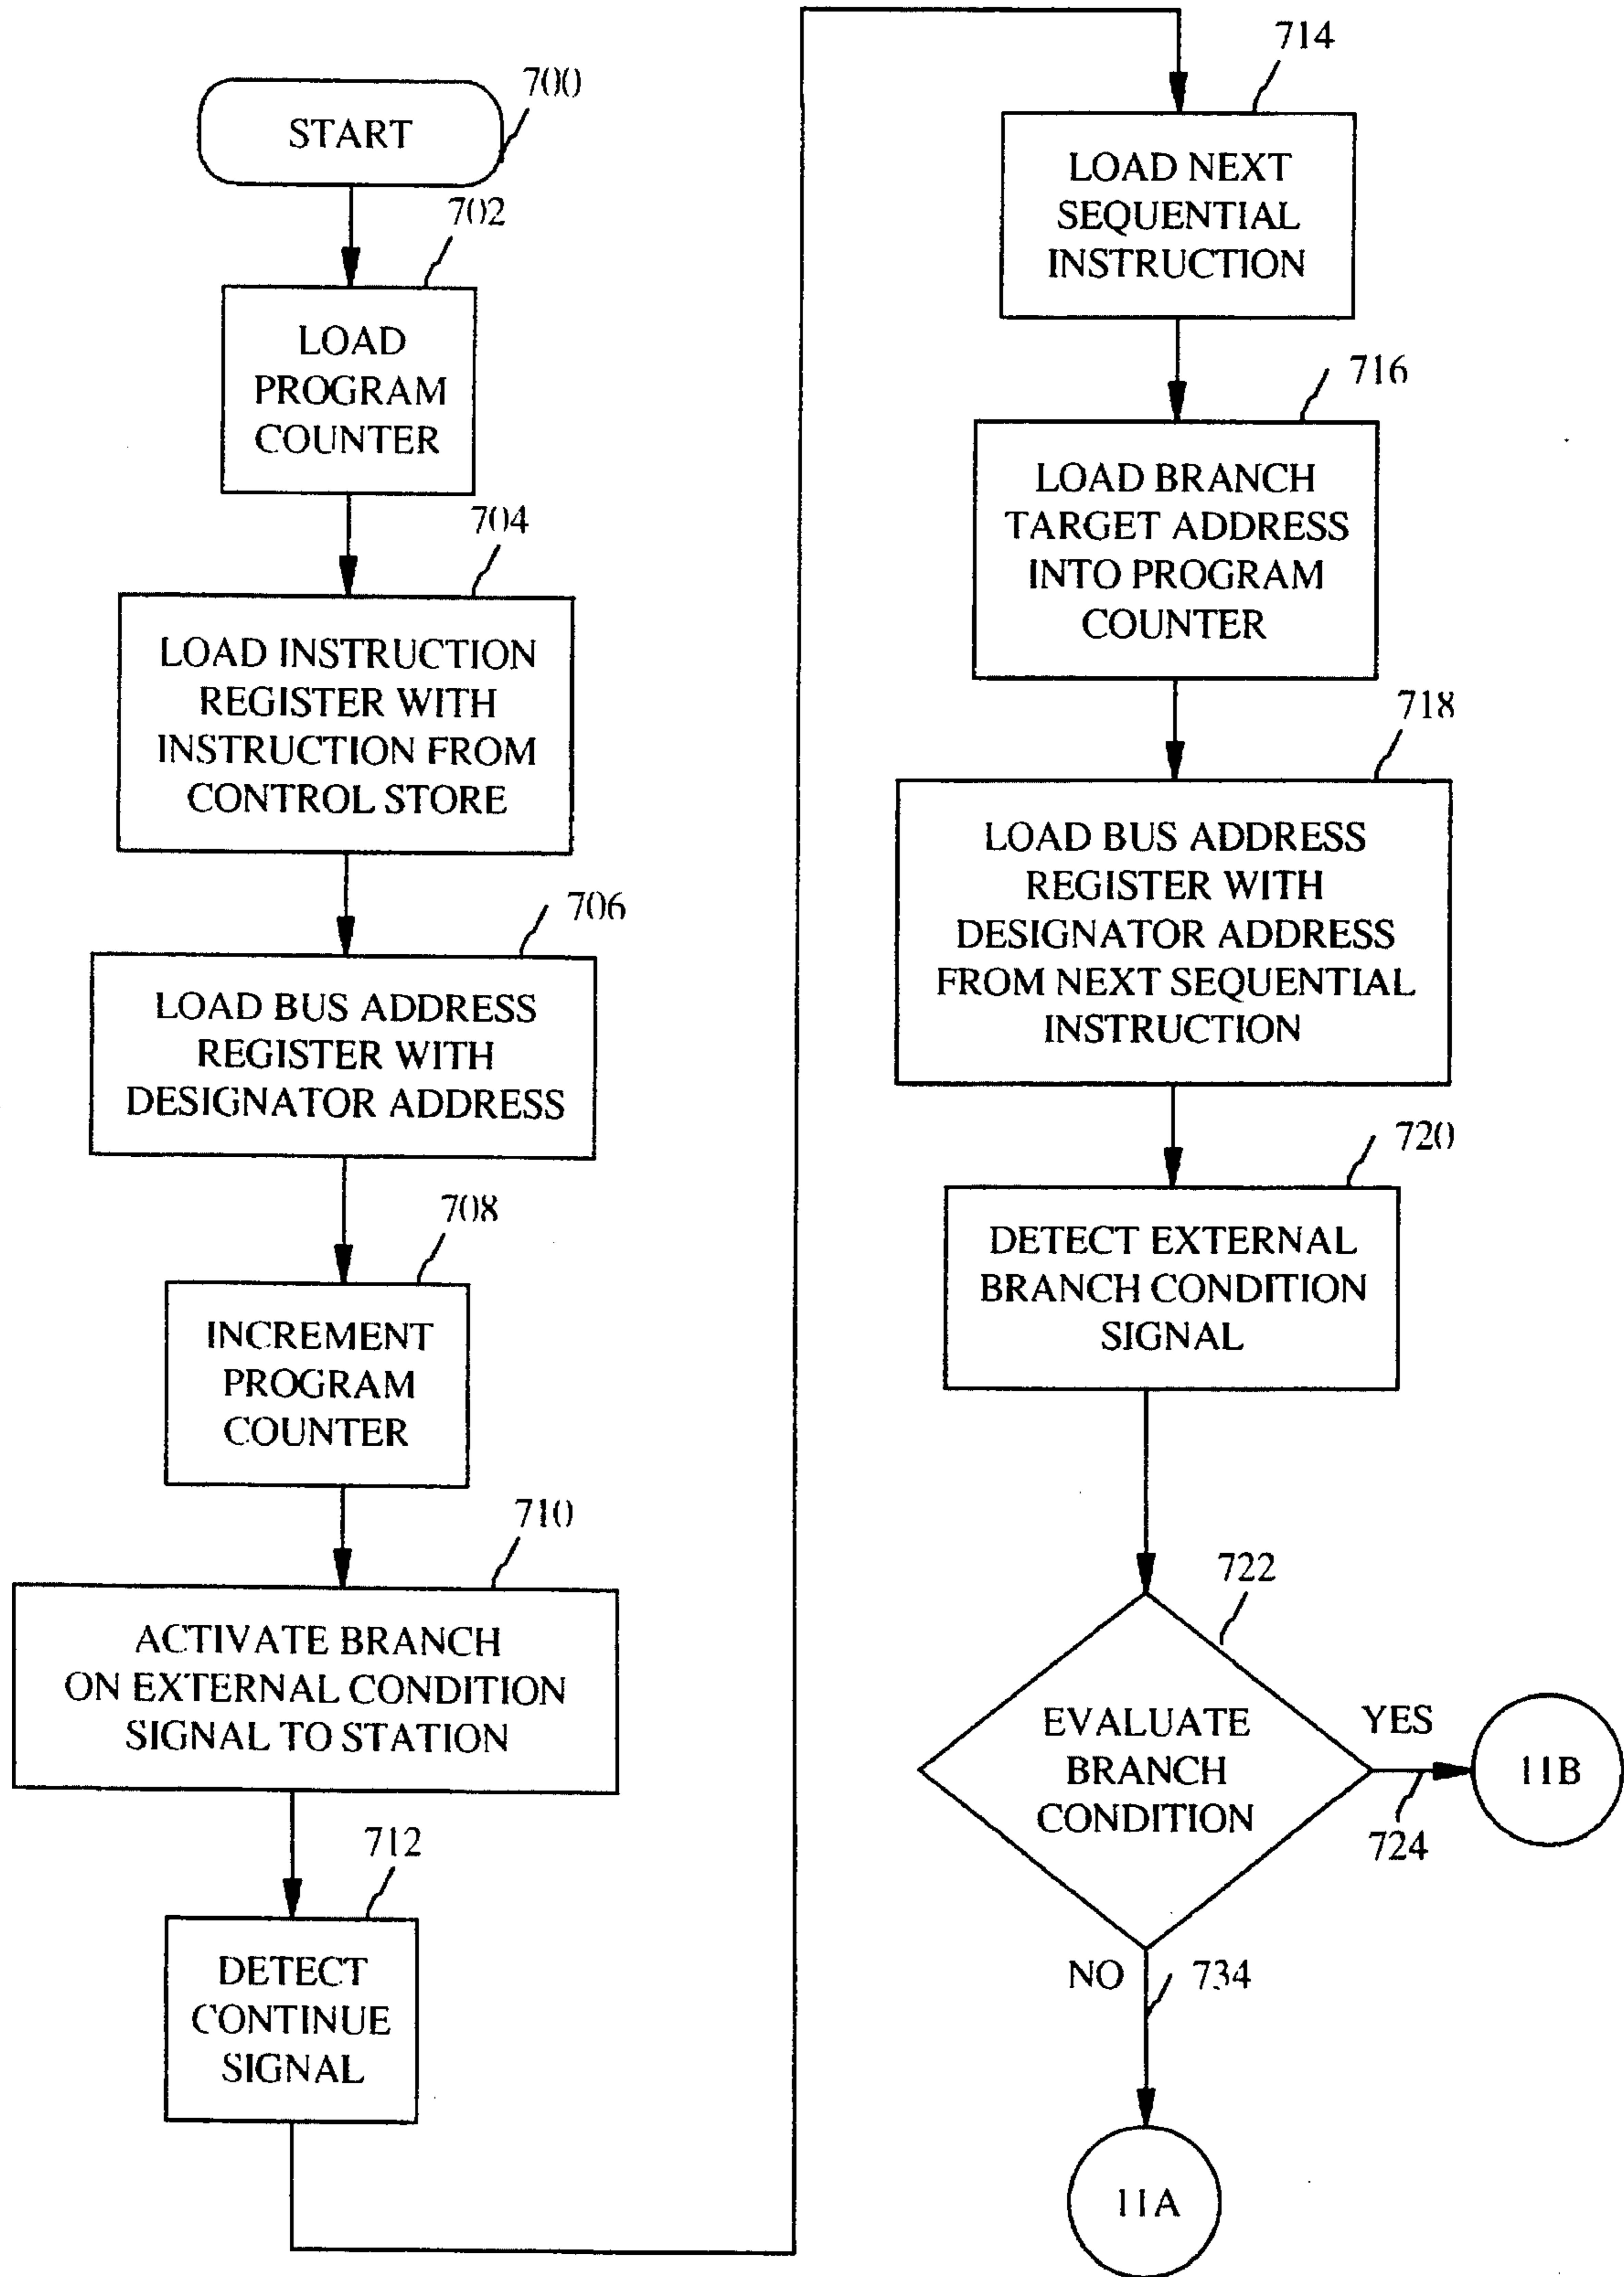 700
START
702
LOAD
PROGRAM
COUNTER
704
LOAD INSTRUCTION
REGISTER WITH
INSTRUCTION FROM
CONTROL STORE
706
LOAD BUS ADDRESS
REGISTER WITH
DESIGNATOR ADDRESS
708
INCREMENT
PROGRAM
COUNTER
710
ACTIVATE BRANCH
ON EXTERNAL CONDITION
SIGNAL TO STATION
712
DETECT
CONTINUE
SIGNAL
714
LOAD NEXT
SEQUENTIAL
INSTRUCTION
716
LOAD BRANCH
TARGET ADDRESS
INTO PROGRAM
COUNTER
718
LOAD BUS ADDRESS
REGISTER WITH
DESIGNATOR ADDRESS
FROM NEXT SEQUENTIAL
INSTRUCTION
720
DETECT EXTERNAL
BRANCH CONDITION
SIGNAL
722
EVALUATE
BRANCH
CONDITION
YES
724
11B
NO
734
11A